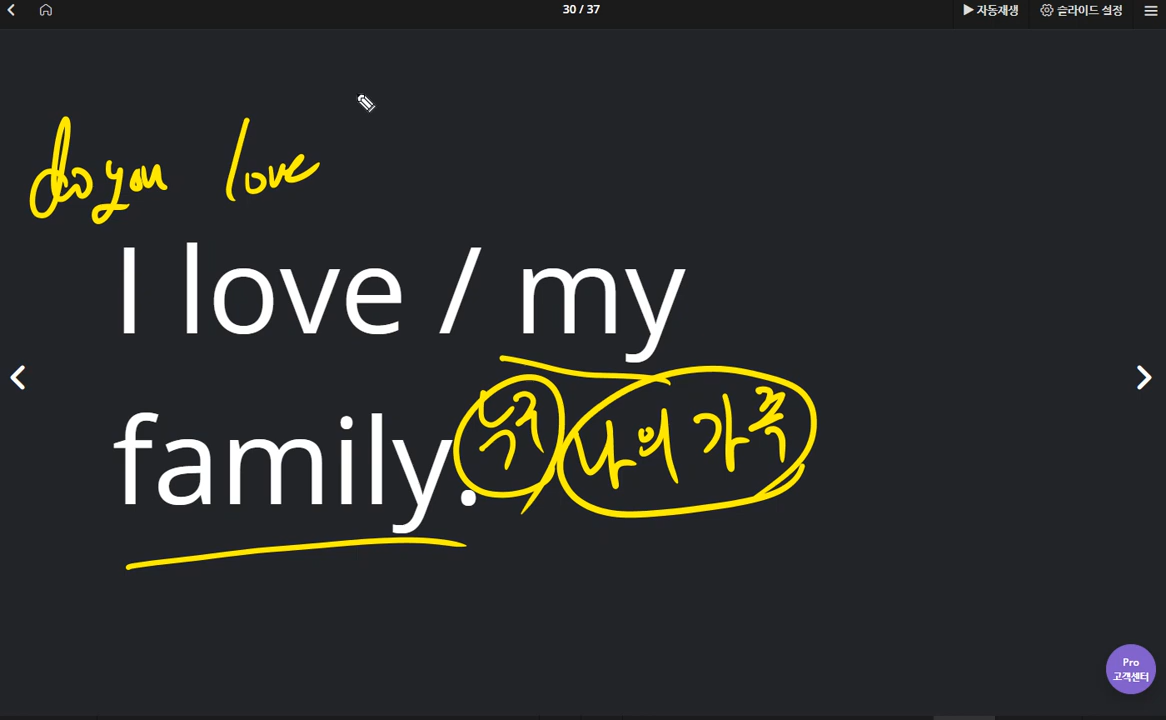 30 / 37
▶ 자동재생
슬라이드 설정
do you love
I love / my
family.
누구
나의 가족
Pro
고객센터